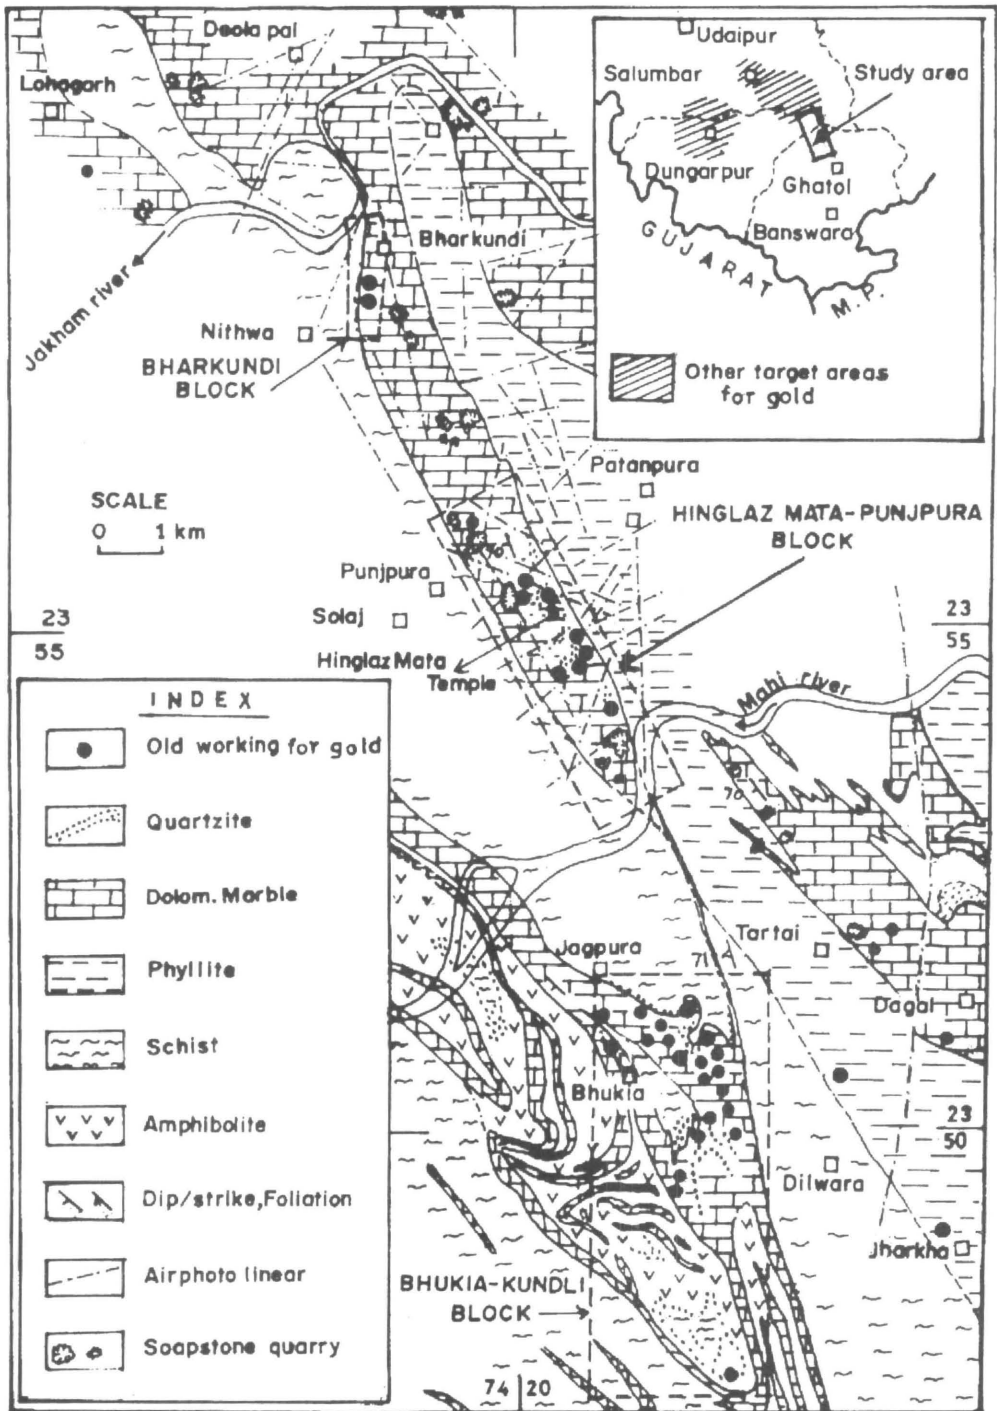 Deola pal
Lohagarh
Bharkundi
Jakham river
Nithwa
BHARKUNDI
BLOCK
Udaipur
Salumbar
Study area
Dungarpur
Ghatol
Banswara
GUJARAT
M.P.
Other target areas
for gold
SCALE
0 1 km
Patanpura
HINGLAZ MATA-PUNJPURA
BLOCK
Punjpura
Solaj
Hinglaz Mata
Temple
70
23
55
23
55
Mahi river
70
INDEX
Old working for gold
Quartzite
Dolom. Marble
Phyllite
Schist
Amphibolite
Dip/strike, Foliation
Airphoto linear
Soapstone quarry
Jagpura
71
Tartai
Dagal
Bhukia
23
50
Dilwara
Jharkha
BHUKIA-KUNDLI
BLOCK
74 20